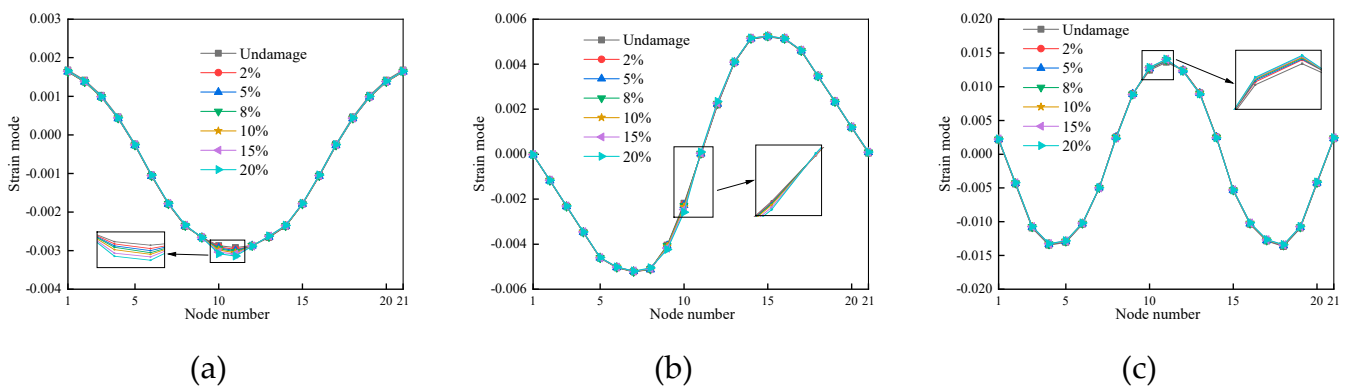 0.003
0.002
0.001
0.000
-0.001
-0.002
-0.003
-0.004
Strain mode
Undamage
2%
5%
8%
10%
15%
20%
1 5 10 15 20 21
Node number
(a)
0.006
0.004
0.002
0.000
-0.002
-0.004
-0.006
Strain mode
Undamage
2%
5%
8%
10%
15%
20%
1 5 10 15 20 21
Node number
(b)
0.020
0.015
0.010
0.005
0.000
-0.005
-0.010
-0.015
-0.020
Strain mode
Undamage
2%
5%
8%
10%
15%
20%
1 5 10 15 20 21
Node number
(c)